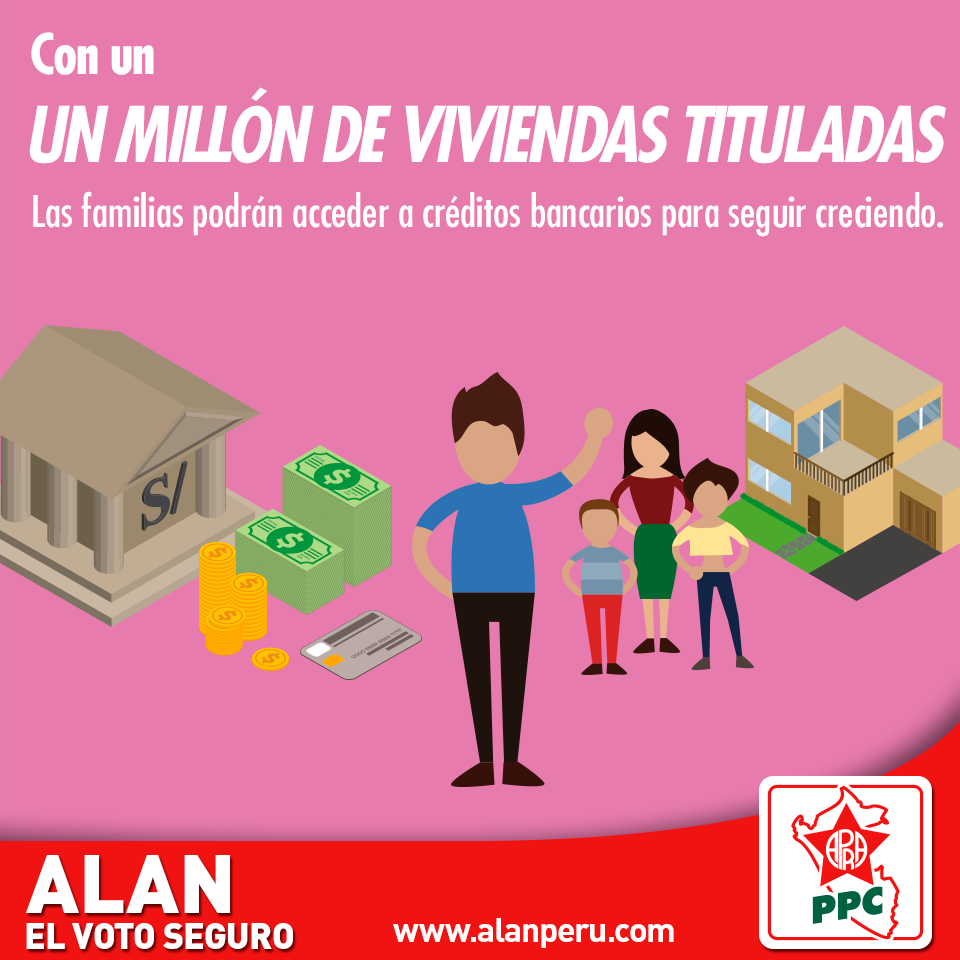 Con un
UN MILLÓN DE VIVIENDAS TITULADAS
Las familias podrán acceder a créditos bancarios para seguir creciendo.
S/
ALAN
EL VOTO SEGURO
www.alanperu.com
APRA
PPC